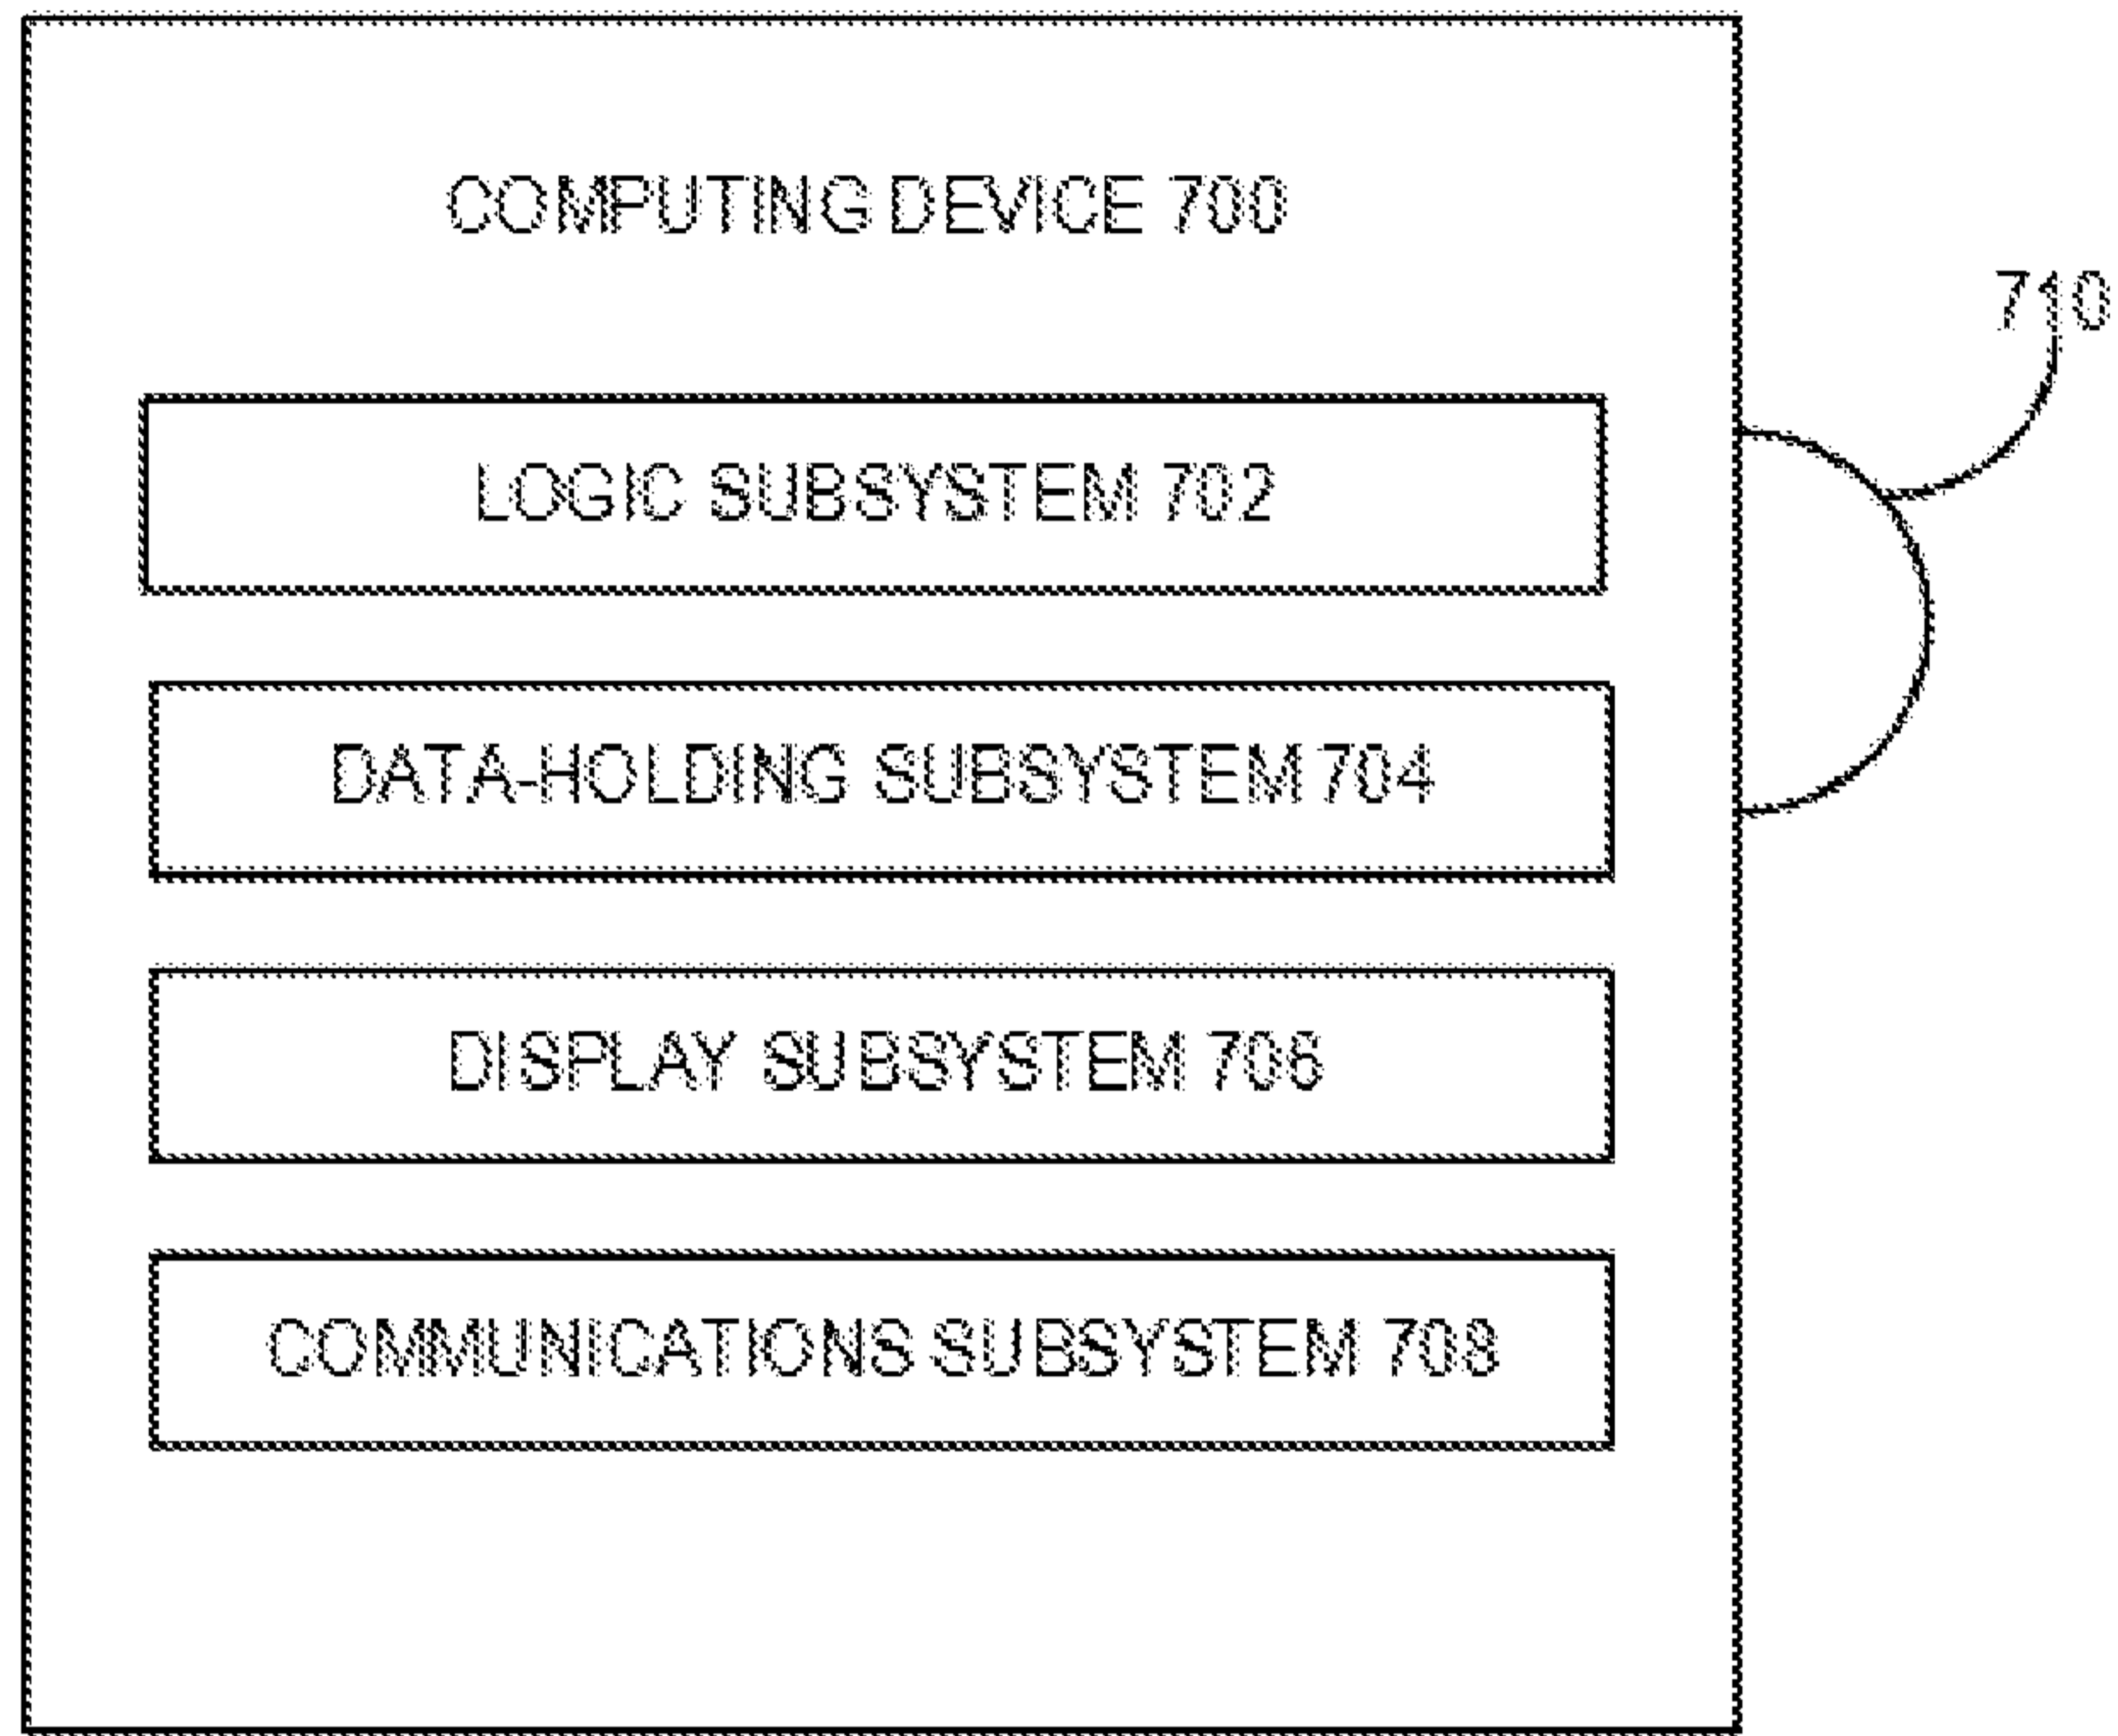 COMPUTING DEVICE 700
710
LOGIC SUBSYSTEM 702
DATA-HOLDING SUBSYSTEM 704
DISPLAY SUBSYSTEM 706
COMMUNICATIONS SUBSYSTEM 708